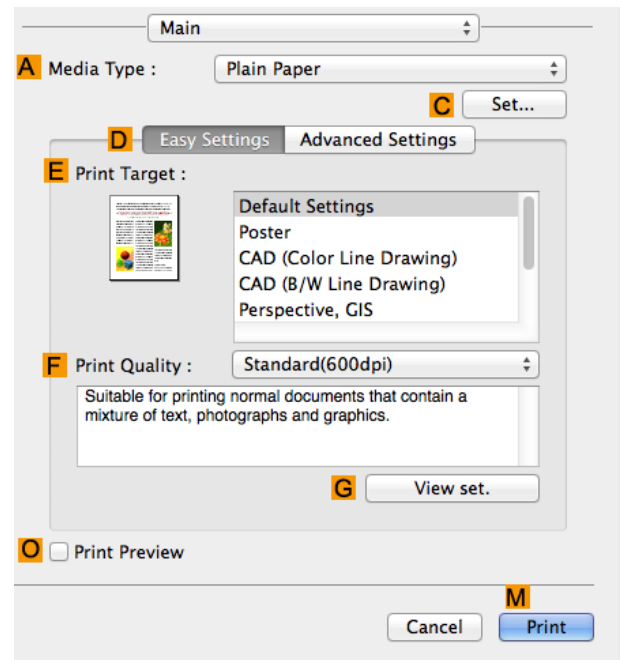 Main
A Media Type : Plain Paper
C Set...
D Easy Settings Advanced Settings
E Print Target :
Default Settings
Poster
CAD (Color Line Drawing)
CAD (B/W Line Drawing)
Perspective, GIS
F Print Quality : Standard(600dpi)
Suitable for printing normal documents that contain a
mixture of text, photographs and graphics.
G View set.
O Print Preview
M
Cancel Print